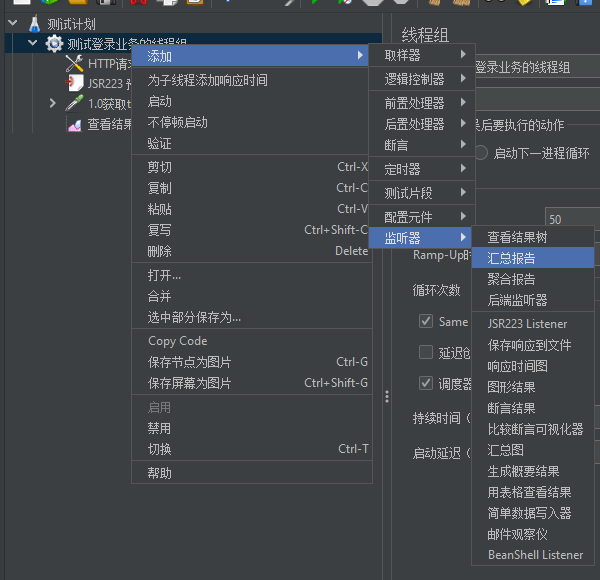 测试计划
测试登录业务的线程组
HTTP请求
JSR223 预
1.0获取t
查看结果
添加
为子线程添加响应时间
启动
不停顿启动
验证
剪切 Ctrl-X
复制 Ctrl-C
粘贴 Ctrl-V
复写 Ctrl+Shift-C
删除 Delete
打开...
合并
选中部分保存为...
Copy Code
保存节点为图片 Ctrl-G
保存屏幕为图片 Ctrl+Shift-G
启用
禁用
切换 Ctrl-T
帮助
取样器
逻辑控制器
前置处理器
后置处理器
断言
定时器
测试片段
配置元件
监听器
查看结果树
汇总报告
聚合报告
后端监听器
JSR223 Listener
保存响应到文件
响应时间图
图形结果
断言结果
比较断言可视化器
汇总图
生成概要结果
用表格查看结果
简单数据写入器
邮件观察仪
BeanShell Listener
线程组
登录业务的线程组
后要执行的动作
启动下一进程循环
50
Ramp-Up时
循环次数
Same
延迟创
调度器
持续时间（
启动延迟（